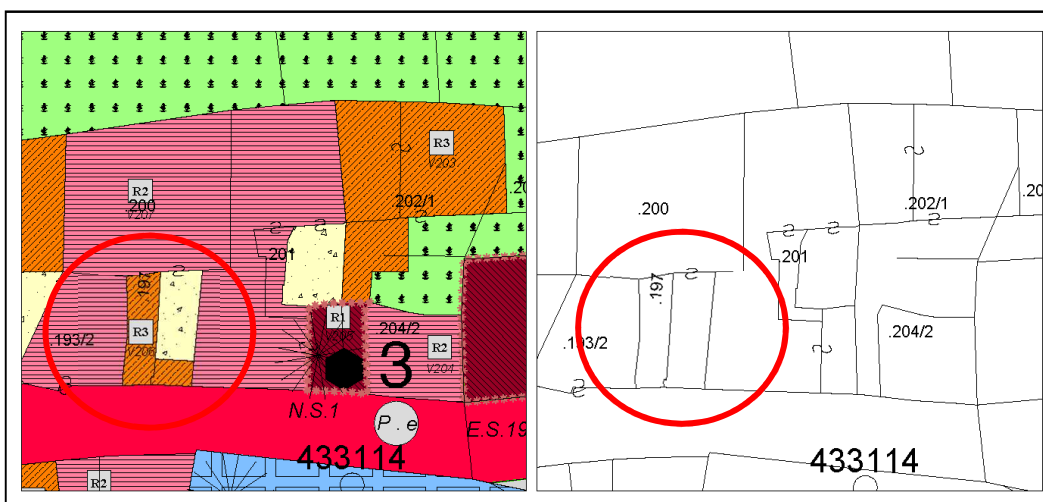 R3
V203
R2
.200
V207
202/1
.20
201
.197
R1
R3
V206
.193/2
204/2
R2
V204
3
N.S.1
P.e
E.S.19
433114
R2
.200
.202/1
.20
201
.197
.193/2
.204/2
433114